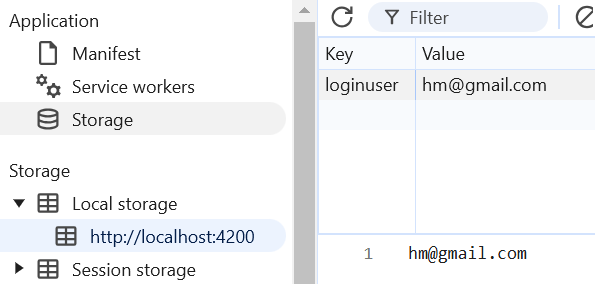 Application
Manifest
Service workers
Storage
Storage
Local storage
http://localhost:4200
Session storage
Filter
Key Value
loginuser hm@gmail.com
1 hm@gmail.com